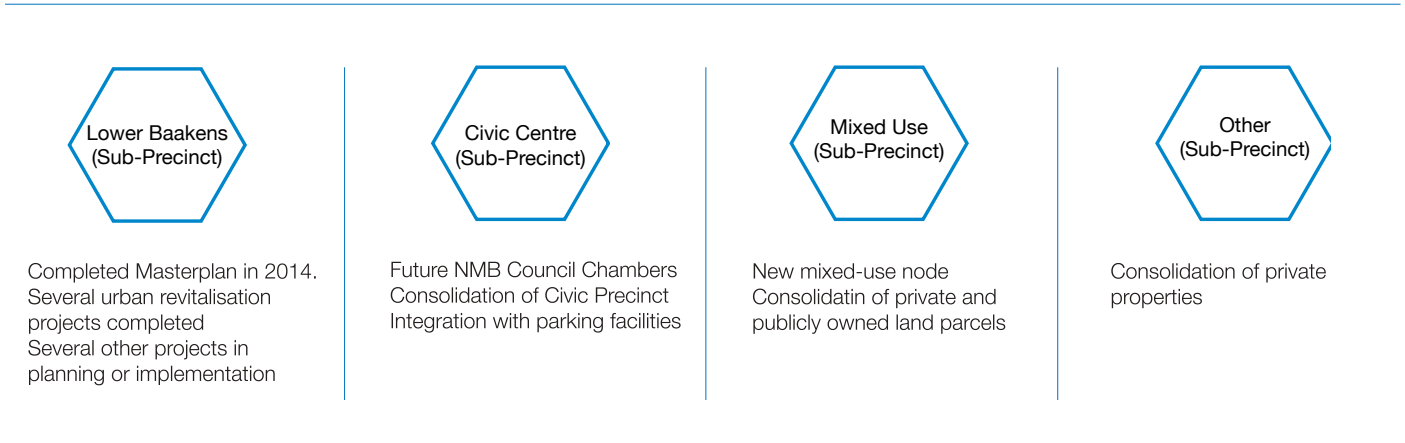 Lower Baakens
(Sub-Precinct)
Completed Masterplan in 2014.
Several urban revitalisation
projects completed
Several other projects in
planning or implementation
Civic Centre
(Sub-Precinct)
Future NMB Council Chambers
Consolidation of Civic Precinct
Integration with parking facilities
Mixed Use
(Sub-Precinct)
New mixed-use node
Consolidatin of private and
publicly owned land parcels
Other
(Sub-Precinct)
Consolidation of private
properties